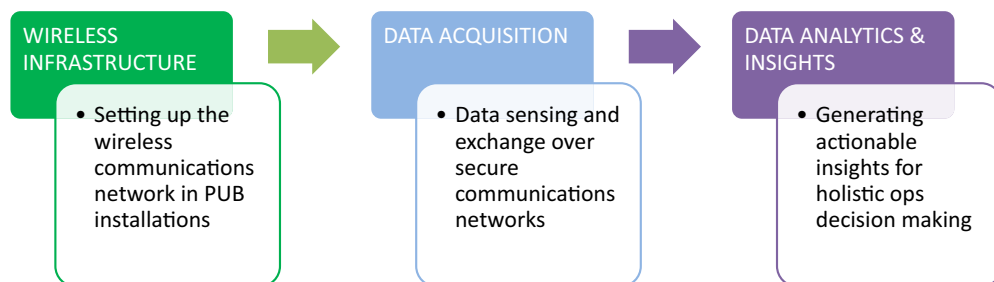 WIRELESS
INFRASTRUCTURE
• Setting up the
wireless
communications
network in PUB
installations
DATA ACQUISITION
• Data sensing and
exchange over
secure
communications
networks
DATA ANALYTICS &
INSIGHTS
• Generating
actionable
insights for
holistic ops
decision making